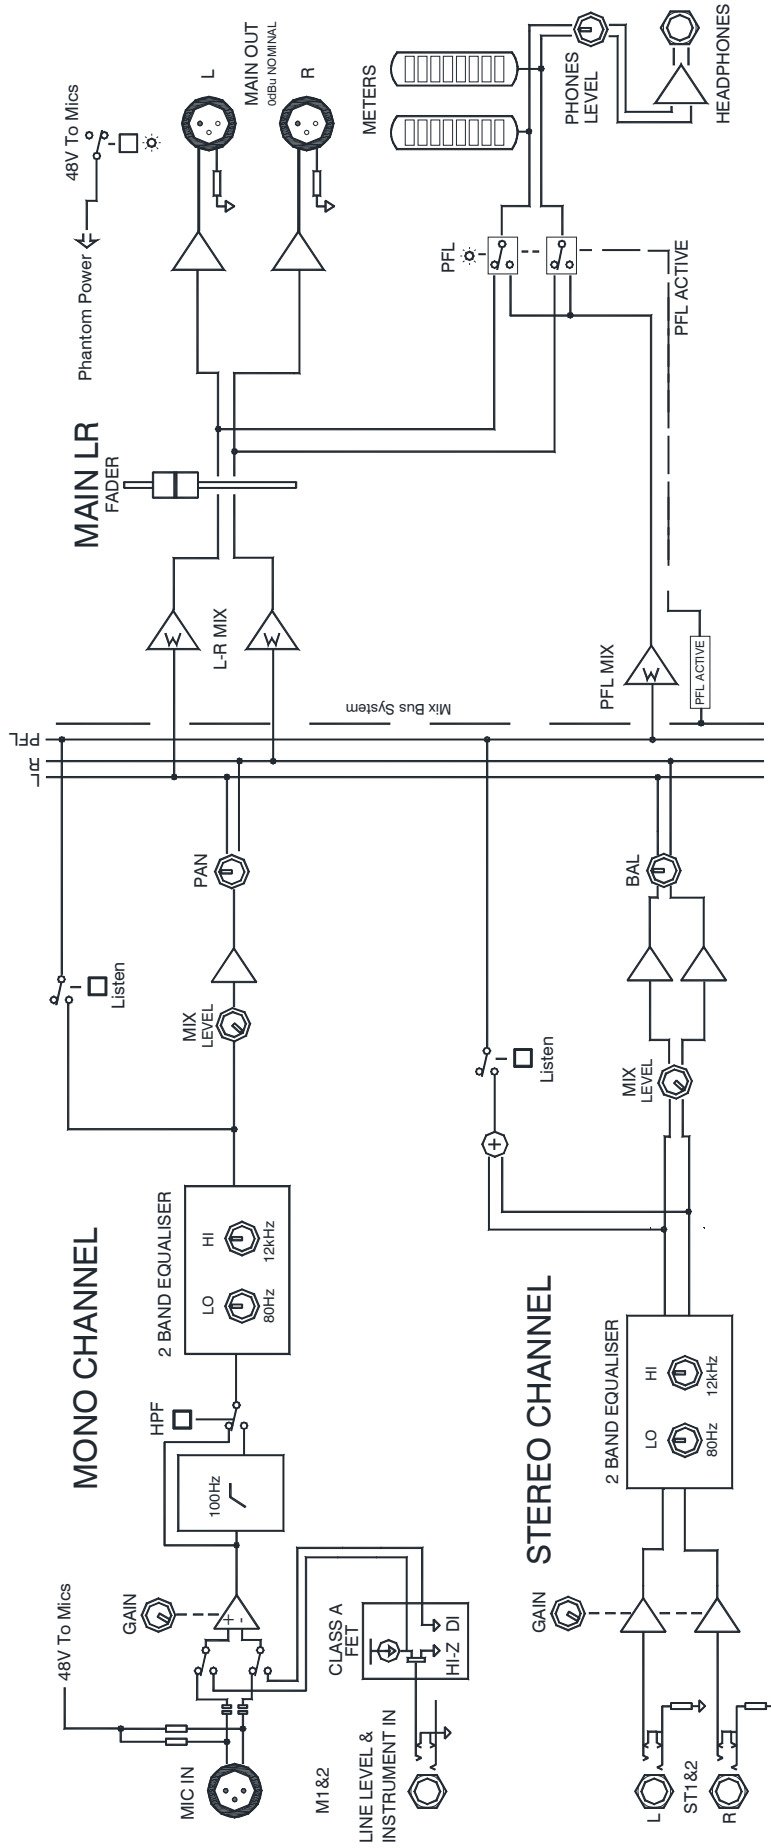 MONO CHANNEL
48V To Mics
MIC IN
GAIN
+
-
100Hz
HPF
2 BAND EQUALISER
LO
80Hz
HI
12kHz
Listen
MIX
LEVEL
PAN
M1&2
LINE LEVEL &
INSTRUMENT IN
CLASS A
FET
HI-Z DI
STEREO CHANNEL
L
ST1&2
R
GAIN
2 BAND EQUALISER
LO
80Hz
HI
12kHz
+
Listen
MIX
LEVEL
BAL
L
R
PFL
Mix Bus System
MAIN LR
FADER
L-R MIX
Phantom Power
48V To Mics
L
MAIN OUT
0dBu NOMINAL
R
METERS
PFL
PHONES
LEVEL
HEADPHONES
PFL MIX
PFL ACTIVE
PFL ACTIVE